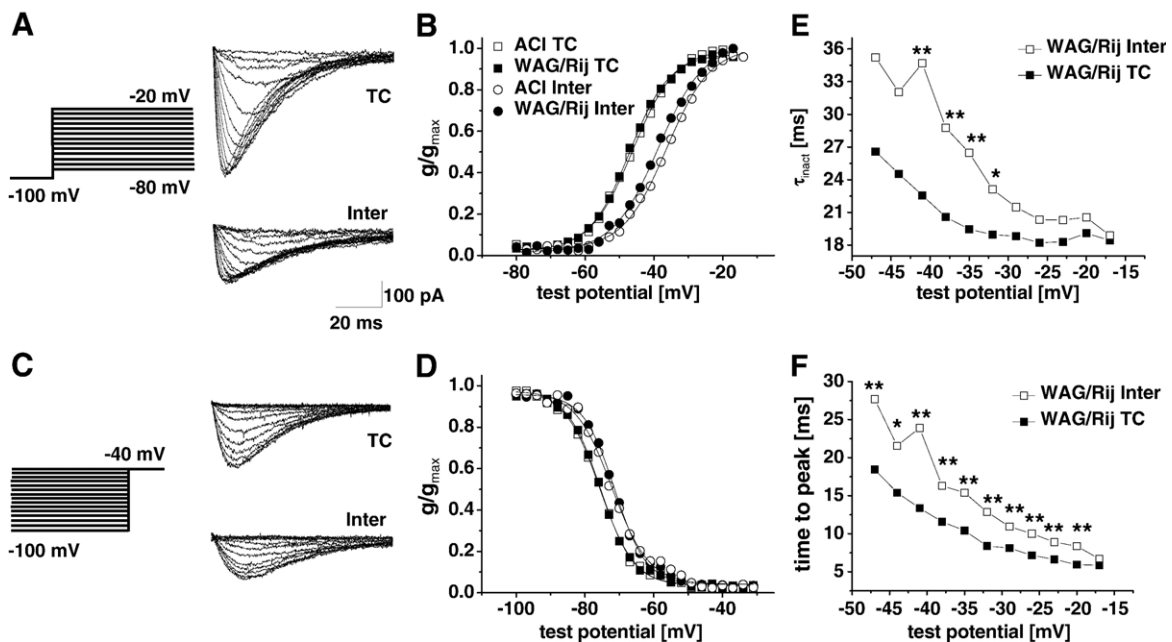 A
-20 mV
-100 mV
-80 mV
TC
Inter
100 pA
20 ms
B
ACI TC
WAG/Rij TC
ACI Inter
WAG/Rij Inter
g/gmax
1.0
0.8
0.6
0.4
0.2
0.0
-80 -60 -40 -20
test potential [mV]
E
WAG/Rij Inter
WAG/Rij TC
τinact [ms]
36
33
30
27
24
21
18
** ** ** *
-50 -45 -40 -35 -30 -25 -20 -15
test potential [mV]
C
-40 mV
-100 mV
TC
Inter
D
g/gmax
1.0
0.8
0.6
0.4
0.2
0.0
-100 -80 -60 -40
test potential [mV]
F
WAG/Rij Inter
WAG/Rij TC
time to peak [ms]
30
25
20
15
10
5
** * ** ** ** ** ** ** ** **
-50 -45 -40 -35 -30 -25 -20 -15
test potential [mV]